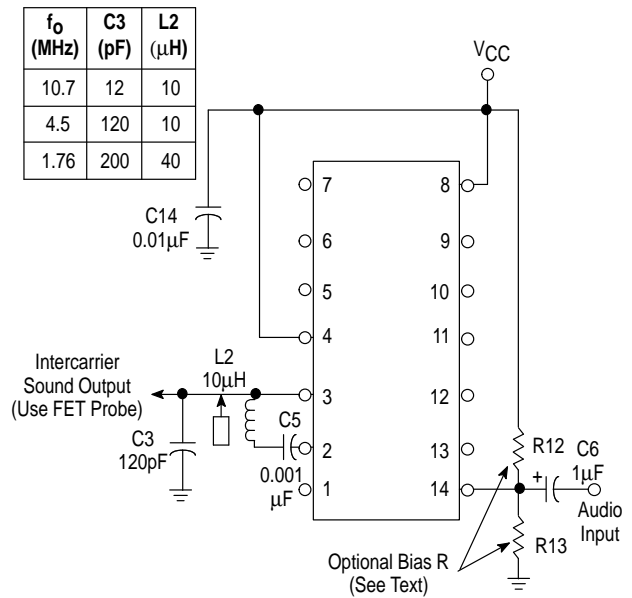 fo (MHz) C3 (pF) L2 (μH)
10.7 12 10
4.5 120 10
1.76 200 40
VCC
C14
0.01μF
7
8
6
9
5
10
4
11
Intercarrier
Sound Output
(Use FET Probe)
L2
10μH
3
12
C3
120pF
C5
0.001
μF
2
13
1
14
R12
C6
+
1μF
Audio
Input
R13
Optional Bias R
(See Text)